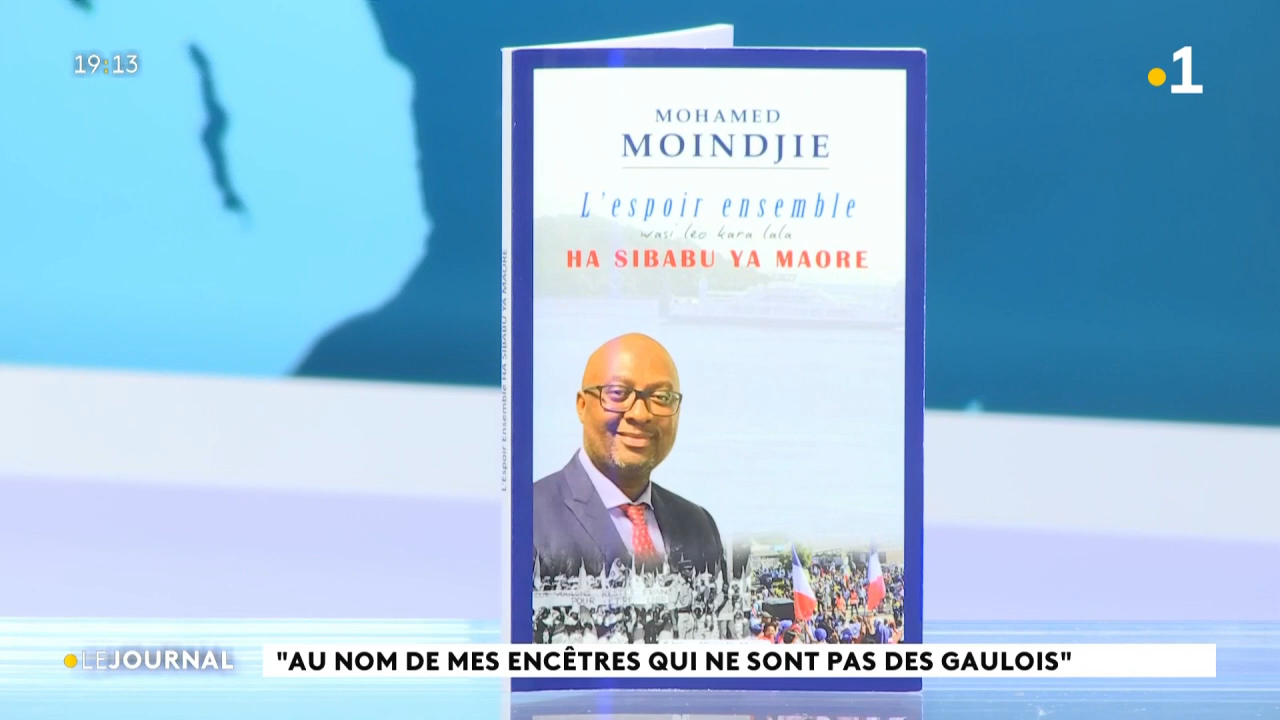 19:13
1
MOHAMED
MOINDJIE
L'espoir ensemble
wasi leo kara lala
HA SIBABU YA MAORE
L'Espoir Ensemble HA SIBABU YA MAORE
POUR
LEJOURNAL
"AU NOM DE MES ENCÊTRES QUI NE SONT PAS DES GAULOIS"